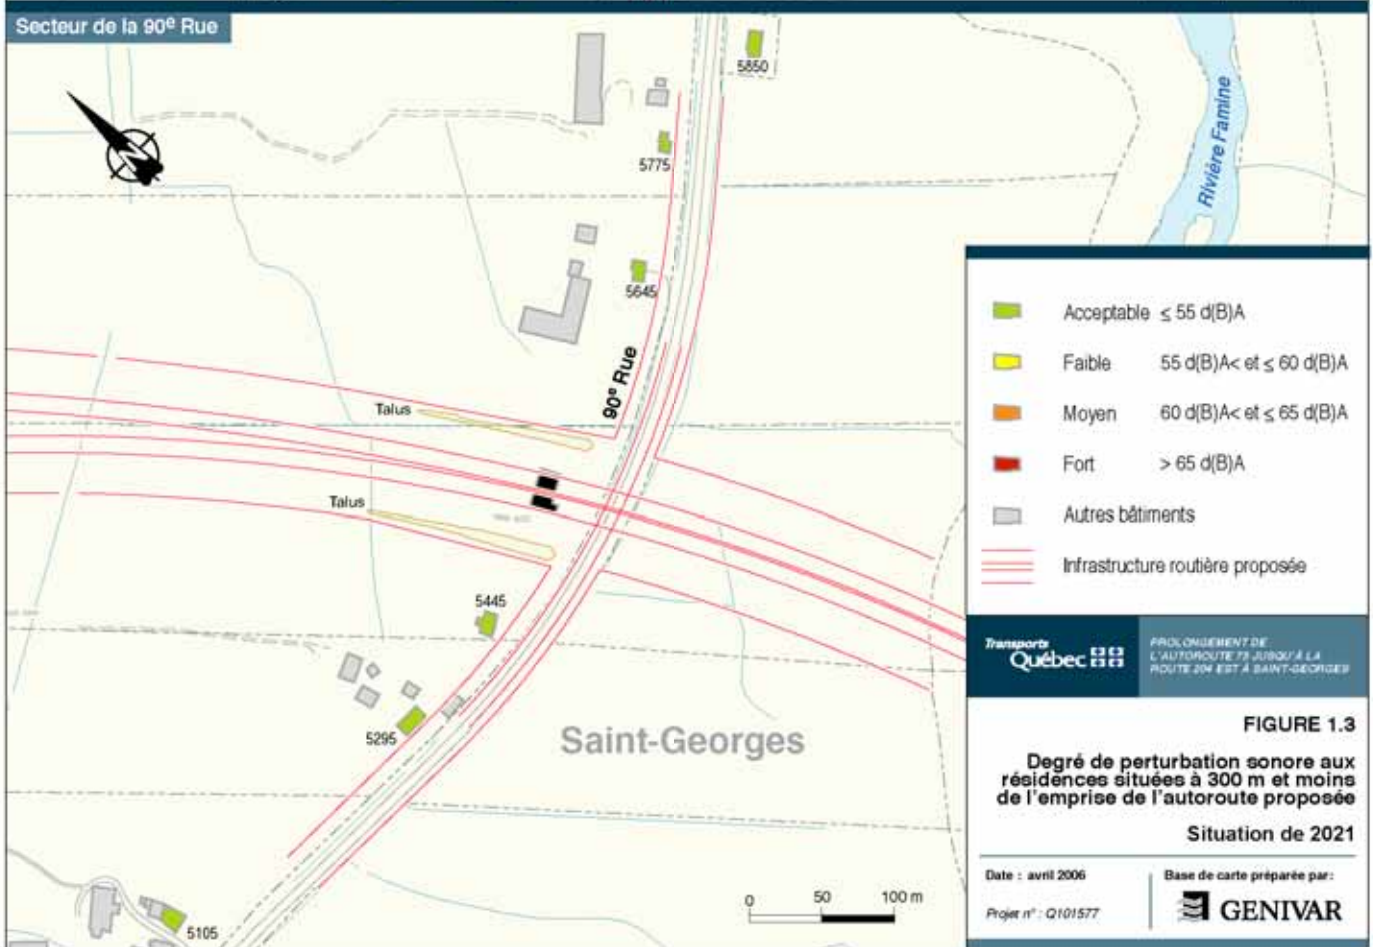 Secteur de la 90e Rue
5850
5775
Rivière Famine
5645
90e Rue
Talus
Talus
5445
5295
Saint-Georges
5105
0 50 100 m
Acceptable ≤ 55 d(B)A
Faible 55 d(B)A< et ≤ 60 d(B)A
Moyen 60 d(B)A< et ≤ 65 d(B)A
Fort > 65 d(B)A
Autres bâtiments
Infrastructure routière proposée
Transports
Québec
PROLONGEMENT DE
L'AUTOROUTE 73 JUSQU'À LA
ROUTE 204 EST À SAINT-GEORGES
FIGURE 1.3
Degré de perturbation sonore aux
résidences situées à 300 m et moins
de l'emprise de l'autoroute proposée
Situation de 2021
Date : avril 2006
Projet n° : Q101577
Base de carte préparée par:
GENIVAR